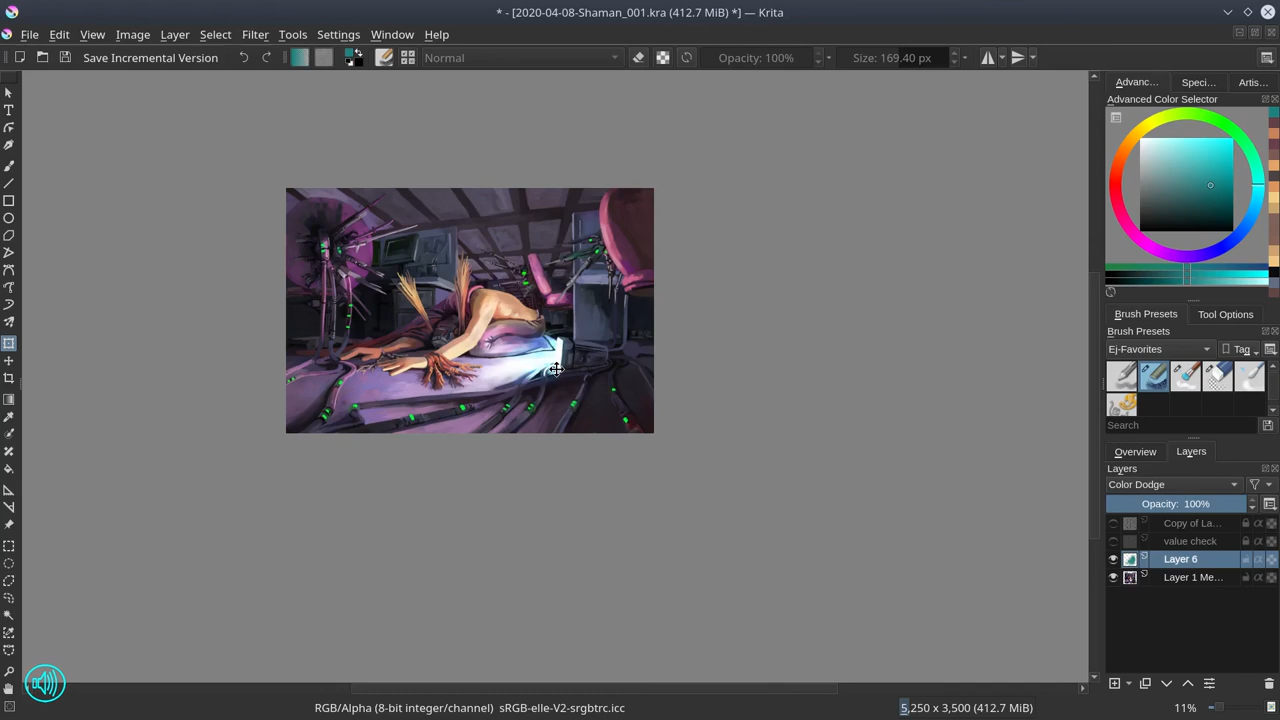 * - [2020-04-08-Shaman_001.kra (412.7 MiB) *] — Krita
File Edit View Image Layer Select Filter Tools Settings Window Help
Save Incremental Version Normal Opacity: 100% Size: 169.40 px
Advanc... Speci... Artis...
Advanced Color Selector
Brush Presets Tool Options
Brush Presets
Ej-Favorites Tag
Search
Overview Layers
Layers
Color Dodge
Opacity: 100%
Copy of La...
value check
Layer 6
Layer 1 Me...
RGB/Alpha (8-bit integer/channel) sRGB-elle-V2-srgbtrc.icc 5,250 x 3,500 (412.7 MiB) 11%